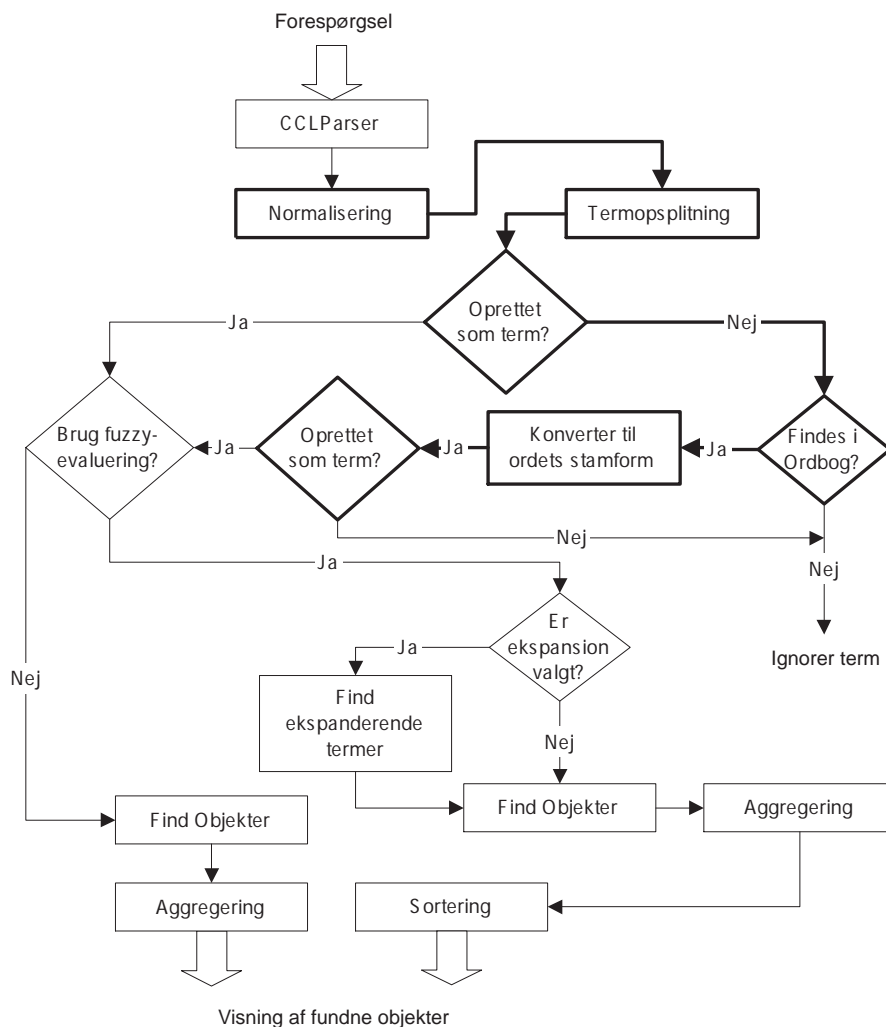 Forespørgsel
CCLParser
Normalisering
Termopsplitning
Oprettet
som term?
Ja
Nej
Brug fuzzy-
evaluering?
Ja
Oprettet
som term?
Ja
Konverter til
ordets stamform
Ja
Findes i
Ordbog?
Nej
Ja
Nej
Er
ekspansion
valgt?
Ja
Ignorer term
Nej
Find
ekspanderende
termer
Nej
Find Objekter
Find Objekter
Aggregering
Aggregering
Sortering
Visning af fundne objekter